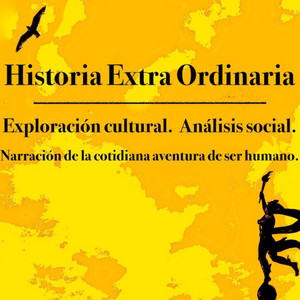 Historia Extra Ordinaria
Exploración cultural. Análisis social.
Narración de la cotidiana aventura de ser humano.